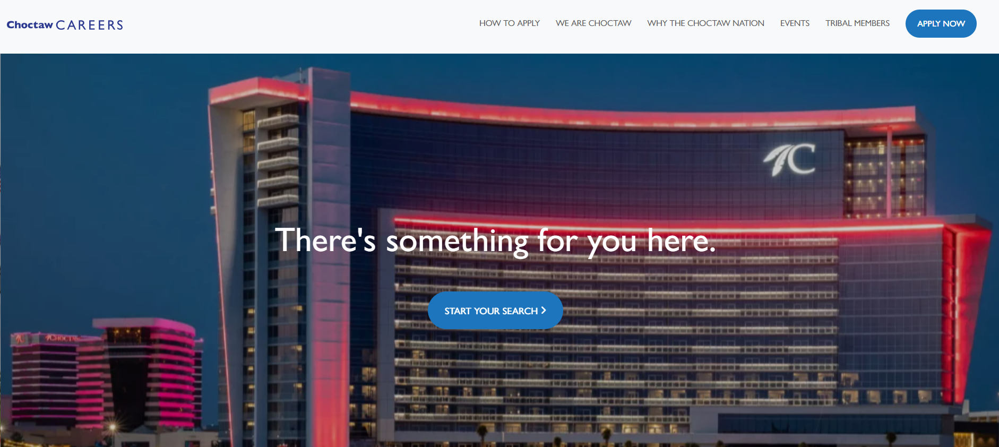 Choctaw CAREERS
HOW TO APPLY
WE ARE CHOCTAW
WHY THE CHOCTAW NATION
EVENTS
TRIBAL MEMBERS
APPLY NOW
C
There's something for you here.
START YOUR SEARCH
CHOCTAW